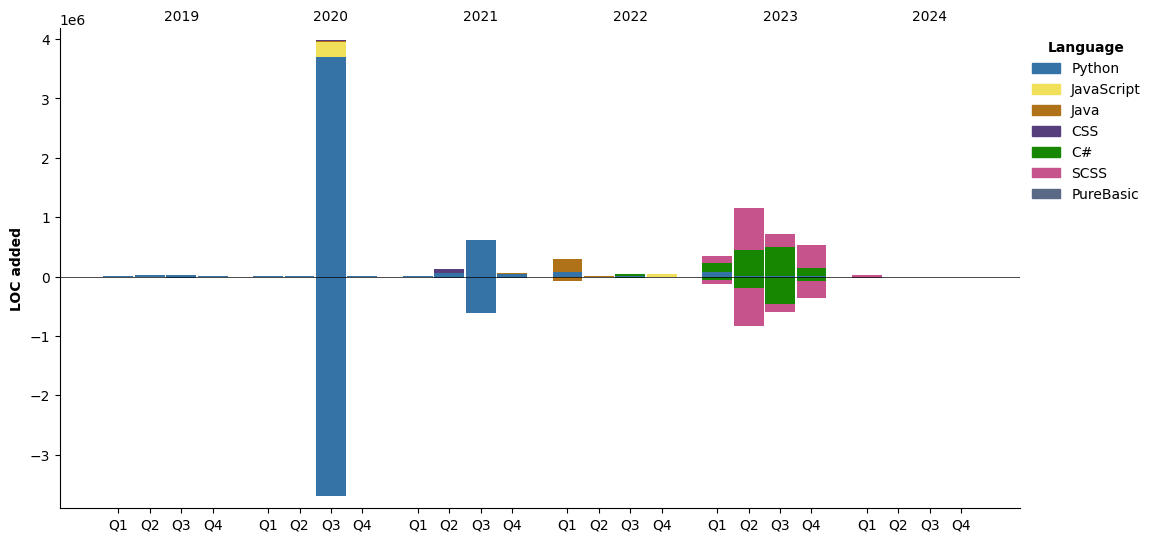 1e6
2019 2020 2021 2022 2023 2024
4
3
2
1
0
−1
−2
−3
LOC added
Q1 Q2 Q3 Q4 Q1 Q2 Q3 Q4 Q1 Q2 Q3 Q4 Q1 Q2 Q3 Q4 Q1 Q2 Q3 Q4 Q1 Q2 Q3 Q4
Language
Python
JavaScript
Java
CSS
C#
SCSS
PureBasic